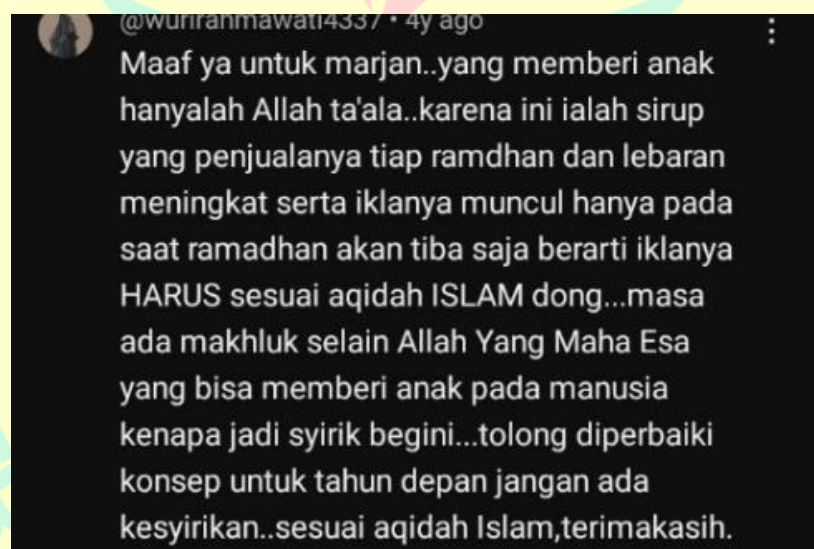 @wurirahmawati4337 • 4y ago
Maaf ya untuk marjan..yang memberi anak
hanyalah Allah ta'ala..karena ini ialah sirup
yang penjualanya tiap ramdhan dan lebaran
meningkat serta iklanya muncul hanya pada
saat ramadhan akan tiba saja berarti iklanya
HARUS sesuai aqidah ISLAM dong...masa
ada makhluk selain Allah Yang Maha Esa
yang bisa memberi anak pada manusia
kenapa jadi syirik begini...tolong diperbaiki
konsep untuk tahun depan jangan ada
kesyirikan..sesuai aqidah Islam,terimakasih.